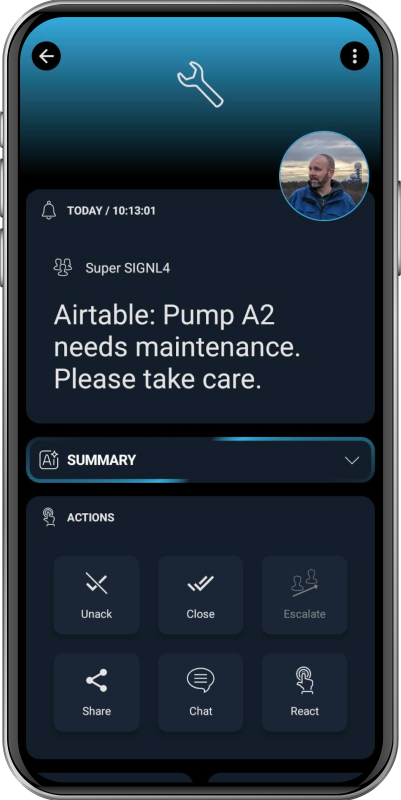 TODAY / 10:13:01
Super SIGNL4
Airtable: Pump A2
needs maintenance.
Please take care.
Ai SUMMARY
ACTIONS
Unack Close Escalate
Share Chat React